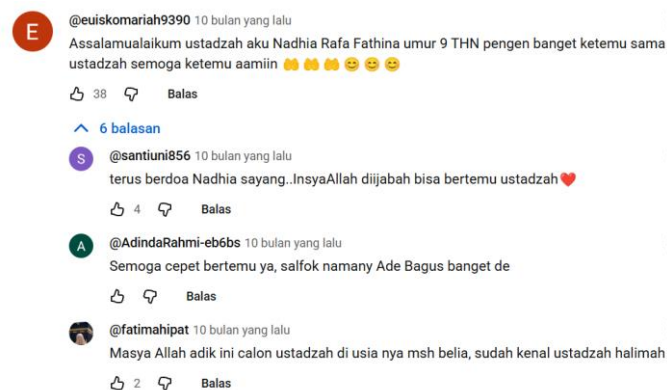 E
@euiskomariah9390 10 bulan yang lalu
Assalamualaikum ustadzah aku Nadhia Rafa Fathina umur 9 THN pengen banget ketemu sama
ustadzah semoga ketemu aamiin 🤲🤲🤲😊😊😊
38 Balas
6 balasan
S
@santiuni856 10 bulan yang lalu
terus berdoa Nadhia sayang..InsyaAllah diijabah bisa bertemu ustadzah❤️
4 Balas
A
@AdindaRahmi-eb6bs 10 bulan yang lalu
Semoga cepet bertemu ya, salfok namany Ade Bagus banget de
Balas
@fatimahipat 10 bulan yang lalu
Masya Allah adik ini calon ustadzah di usia nya msh belia, sudah kenal ustadzah halimah
2 Balas